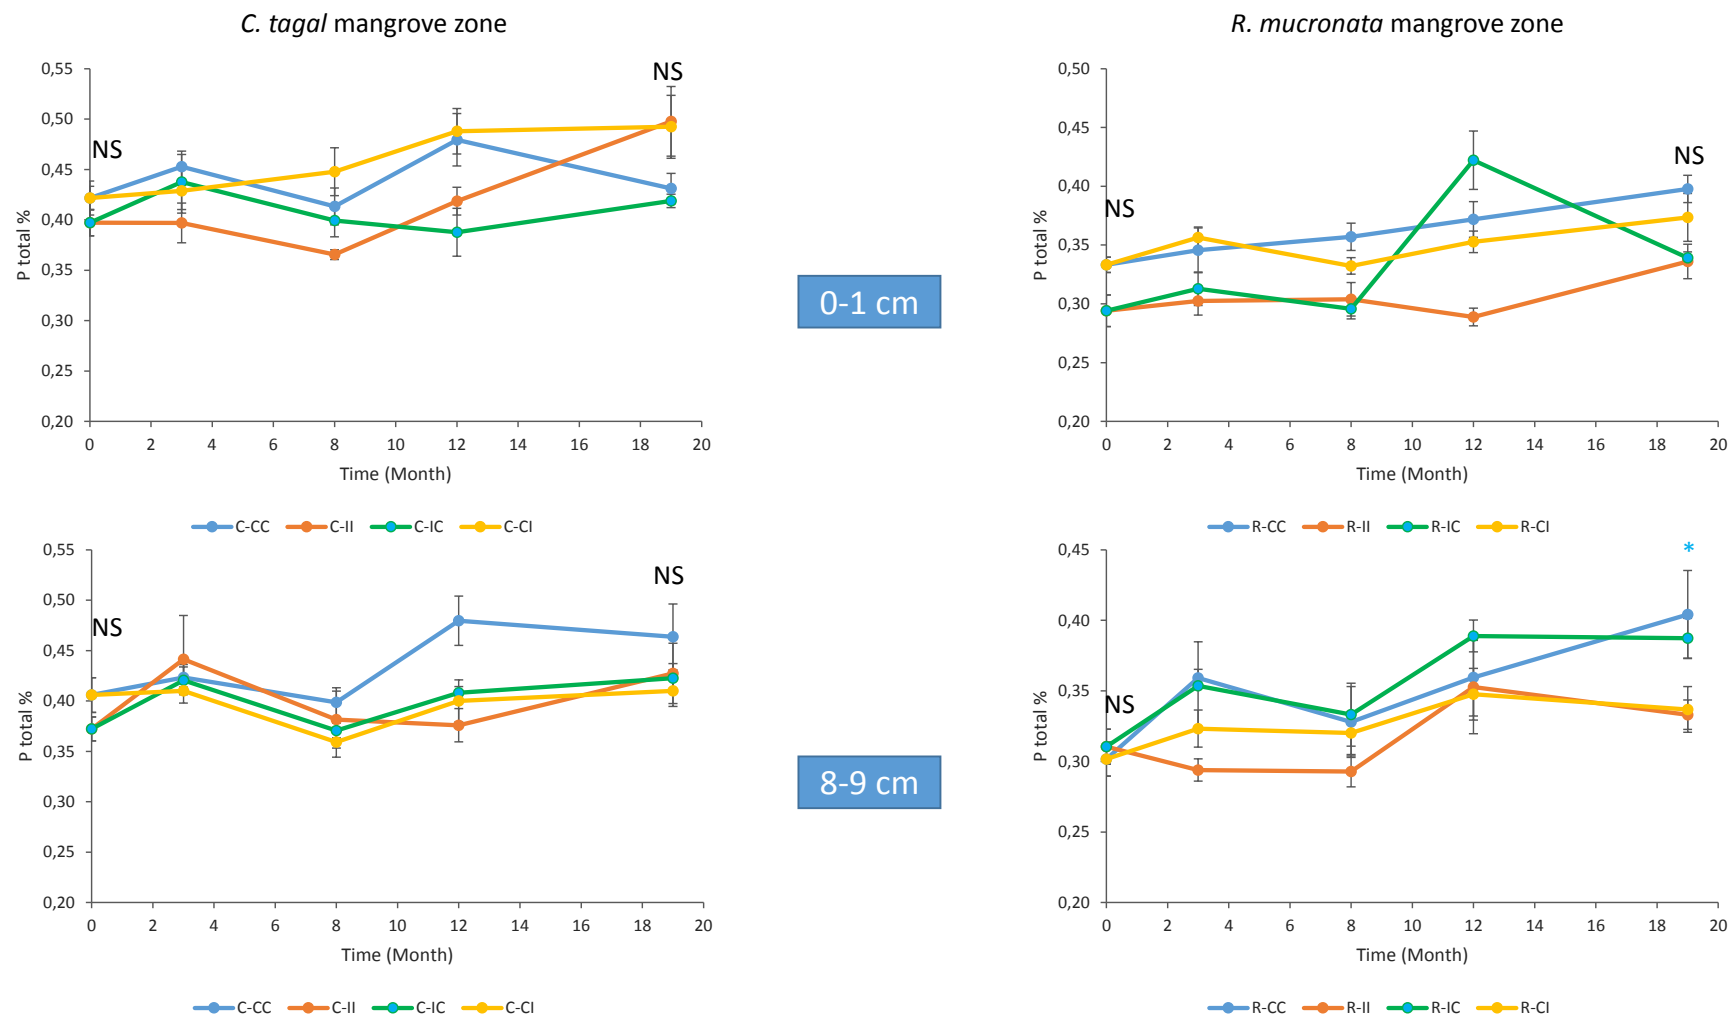 C. tagal mangrove zone
R. mucronata mangrove zone
P total %
0,55
0,50
0,45
0,40
0,35
0,30
0,25
0,20
NS
NS
0 2 4 6 8 10 12 14 16 18 20
Time (Month)
C-CC C-II C-IC C-CI
0-1 cm
P total %
0,50
0,45
0,40
0,35
0,30
0,25
0,20
NS
NS
0 2 4 6 8 10 12 14 16 18 20
Time (Month)
R-CC R-II R-IC R-CI
P total %
0,55
0,50
0,45
0,40
0,35
0,30
0,25
0,20
NS
NS
0 2 4 6 8 10 12 14 16 18 20
Time (Month)
C-CC C-II C-IC C-CI
8-9 cm
P total %
0,45
0,40
0,35
0,30
0,25
0,20
NS
*
0 2 4 6 8 10 12 14 16 18 20
Time (Month)
R-CC R-II R-IC R-CI